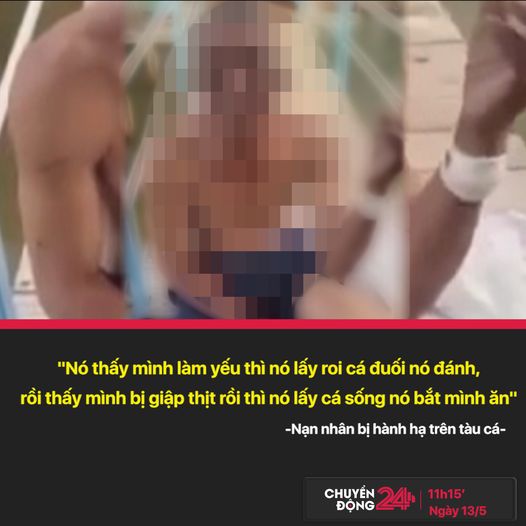 "Nó thấy mình làm yếu thì nó lấy roi cá đuối nó đánh,
rồi thấy mình bị giập thịt rồi thì nó lấy cá sống nó bắt mình ăn"
-Nạn nhân bị hành hạ trên tàu cá-
CHUYỂN
ĐỘNG 24h
11h15'
Ngày 13/5